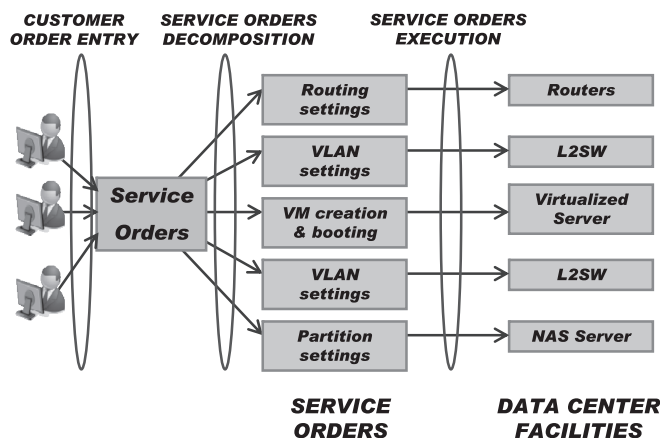 CUSTOMER
ORDER ENTRY
SERVICE ORDERS
DECOMPOSITION
SERVICE ORDERS
EXECUTION
Service
Orders
Routing
settings
VLAN
settings
VM creation
& booting
VLAN
settings
Partition
settings
Routers
L2SW
Virtualized
Server
L2SW
NAS Server
SERVICE
ORDERS
DATA CENTER
FACILITIES